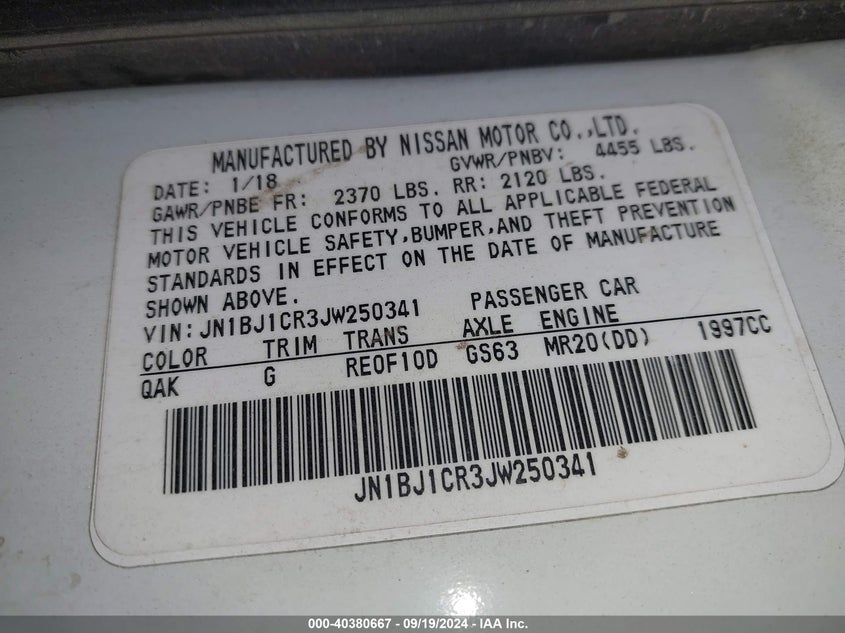 MANUFACTURED BY NISSAN MOTOR CO.,LTD.
DATE: 1/18 GVWR/PNBV: 4455 LBS.
GAWR/PNBE FR: 2370 LBS. RR: 2120 LBS.
THIS VEHICLE CONFORMS TO ALL APPLICABLE FEDERAL
MOTOR VEHICLE SAFETY,BUMPER,AND THEFT PREVENTION
STANDARDS IN EFFECT ON THE DATE OF MANUFACTURE
SHOWN ABOVE.
VIN:JN1BJ1CR3JW250341 PASSENGER CAR
COLOR TRIM TRANS AXLE ENGINE
QAK G RE0F10D GS63 MR20(DD) 1997CC
JN1BJ1CR3JW250341
000-40380667 - 09/19/2024 - IAA Inc.